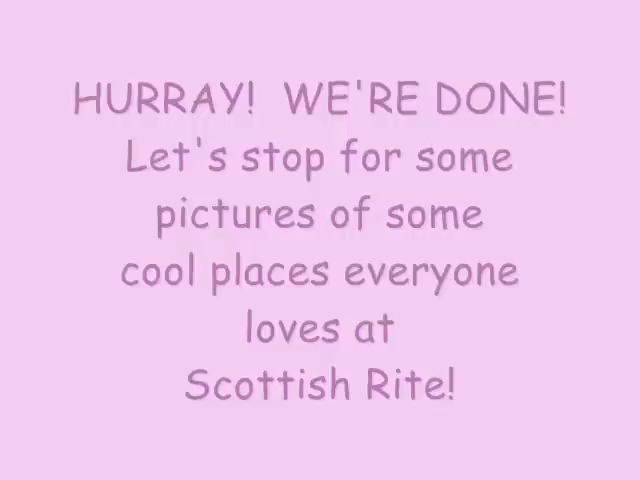 HURRAY!  WE'RE DONE!
Let's stop for some
pictures of some
cool places everyone
loves at
Scottish Rite!